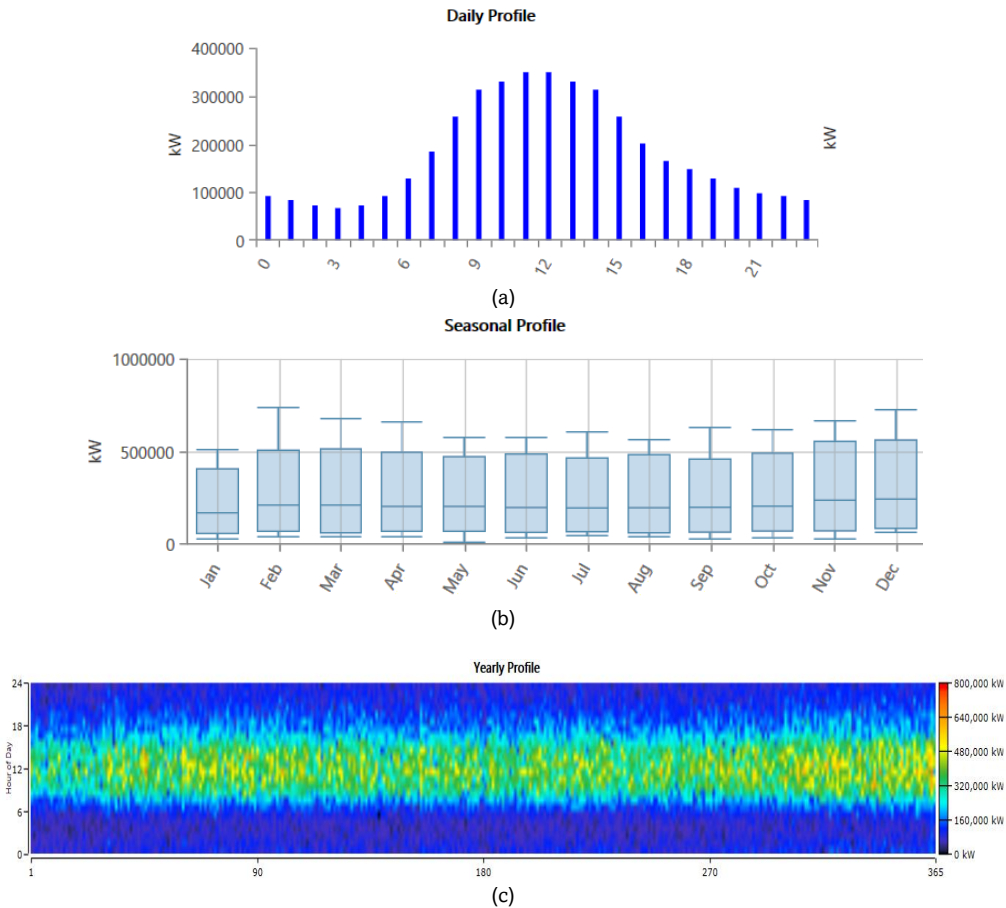 Daily Profile
400000
300000
200000
100000
0
kW
kW
0 3 6 9 12 15 18 21
(a)
Seasonal Profile
1000000
500000
0
kW
Jan Feb Mar Apr May Jun Jul Aug Sep Oct Nov Dec
(b)
Yearly Profile
24
18
12
6
0
Hour of Day
800,000 kW
640,000 kW
480,000 kW
320,000 kW
160,000 kW
0 kW
1 90 180 270 365
(c)